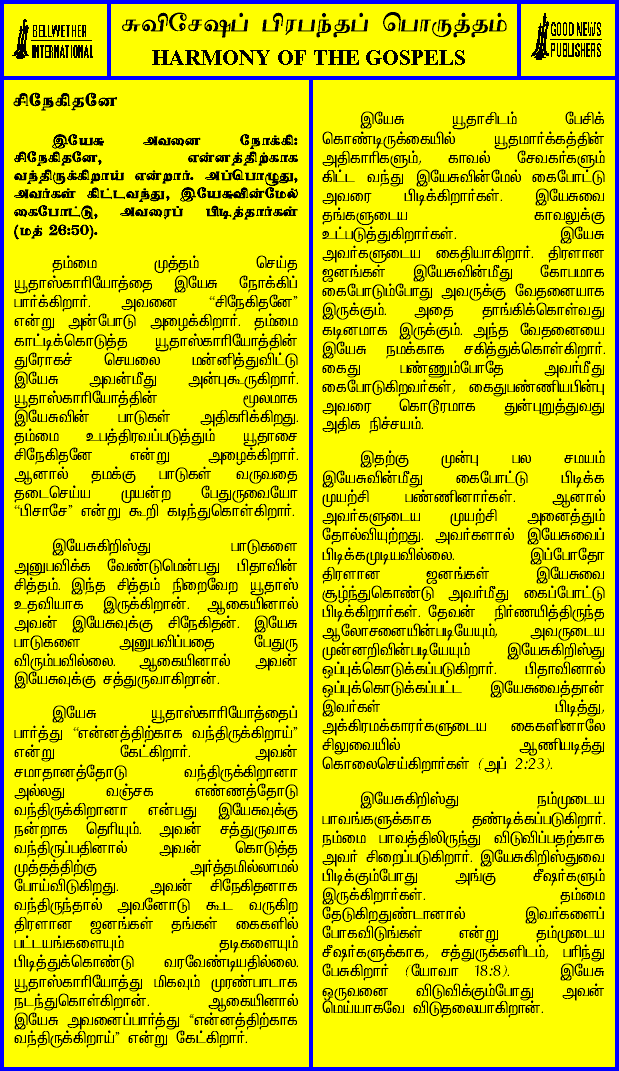 BELLWETHER
INTERNATIONAL
சுவிசேஷப் பிரபந்தப் பொருத்தம்
HARMONY OF THE GOSPELS
GOOD NEWS
PUBLISHERS
சிநேகிதனே
இயேசு அவனை நோக்கி:
சிநேகிதனே, என்னத்திற்காக
வந்திருக்கிறாய் என்றார். அப்பொழுது,
அவர்கள் கிட்டவந்து, இயேசுவின்மேல்
கைபோட்டு, அவரைப் பிடித்தார்கள்
(மத் 26:50).
தம்மை முத்தம் செய்த
யூதாஸ்காரியோத்தை இயேசு நோக்கிப்
பார்க்கிறார். அவனை "சிநேகிதனே"
என்று அன்போடு அழைக்கிறார். தம்மை
காட்டிக்கொடுத்த யூதாஸ்காரியோத்தின்
துரோகச் செயலை மன்னித்துவிட்டு
இயேசு அவன்மீது அன்புகூருகிறார்.
யூதாஸ்காரியோத்தின் மூலமாக
இயேசுவின் பாடுகள் அதிகரிக்கிறது.
தம்மை உபத்திரவப்படுத்தும் யூதாசை
சிநேகிதனே என்று அழைக்கிறார்.
ஆனால் தமக்கு பாடுகள் வருவதை
தடைசெய்ய முயன்ற பேதுருவையோ
"பிசாசே" என்று கூறி கடிந்துகொள்கிறார்.
இயேசுகிறிஸ்து பாடுகளை
அனுபவிக்க வேண்டுமென்பது பிதாவின்
சித்தம். இந்த சித்தம் நிறைவேற யூதாஸ்
உதவியாக இருக்கிறான். ஆகையினால்
அவன் இயேசுவுக்கு சிநேகிதன். இயேசு
பாடுகளை அனுபவிப்பதை பேதுரு
விரும்பவில்லை. ஆகையினால் அவன்
இயேசுவுக்கு சத்துருவாகிறான்.
இயேசு யூதாஸ்காரியோத்தைப்
பார்த்து "என்னத்திற்காக வந்திருக்கிறாய்"
என்று கேட்கிறார். அவன்
சமாதானத்தோடு வந்திருக்கிறானா
அல்லது வஞ்சக எண்ணத்தோடு
வந்திருக்கிறானா என்பது இயேசுவுக்கு
நன்றாக தெரியும். அவன் சத்துருவாக
வந்திருப்பதினால் அவன் கொடுத்த
முத்தத்திற்கு அர்த்தமில்லாமல்
போய்விடுகிறது. அவன் சிநேகிதனாக
வந்திருந்தால் அவனோடு கூட வருகிற
திரளான ஜனங்கள் தங்கள் கைகளில்
பட்டயங்களையும் தடிகளையும்
பிடித்துக்கொண்டு வரவேண்டியதில்லை.
யூதாஸ்காரியோத்து மிகவும் முரண்பாடாக
நடந்துகொள்கிறான். ஆகையினால்
இயேசு அவனைப்பார்த்து "என்னத்திற்காக
வந்திருக்கிறாய்" என்று கேட்கிறார்.
இயேசு யூதாசிடம் பேசிக்
கொண்டிருக்கையில் யூதமார்க்கத்தின்
அதிகாரிகளும், காவல் சேவகர்களும்
கிட்ட வந்து இயேசுவின்மேல் கைபோட்டு
அவரை பிடிக்கிறார்கள். இயேசுவை
தங்களுடைய காவலுக்கு
உட்படுத்துகிறார்கள். இயேசு
அவர்களுடைய கைதியாகிறார். திரளான
ஜனங்கள் இயேசுவின்மீது கோபமாக
கைபோடும்போது அவருக்கு வேதனையாக
இருக்கும். அதை தாங்கிக்கொள்வது
கடினமாக இருக்கும். அந்த வேதனையை
இயேசு நமக்காக சகித்துக்கொள்கிறார்.
கைது பண்ணும்போதே அவர்மீது
கைபோடுகிறவர்கள், கைதுபண்ணியபின்பு
அவரை கொடூரமாக துன்புறுத்துவது
அதிக நிச்சயம்.
இதற்கு முன்பு பல சமயம்
இயேசுவின்மீது கைபோட்டு பிடிக்க
முயற்சி பண்ணினார்கள். ஆனால்
அவர்களுடைய முயற்சி அனைத்தும்
தோல்வியுற்றது. அவர்களால் இயேசுவைப்
பிடிக்கமுடியவில்லை. இப்போதோ
திரளான ஜனங்கள் இயேசுவை
சூழ்ந்துகொண்டு அவர்மீது கைப்போட்டு
பிடிக்கிறார்கள். தேவன் நிர்ணயித்திருந்த
ஆலோசனையின்படியேயும், அவருடைய
முன்னறிவின்படியேயும் இயேசுகிறிஸ்து
ஒப்புக்கொடுக்கப்படுகிறார். பிதாவினால்
ஒப்புக்கொடுக்கப்பட்ட இயேசுவைத்தான்
இவர்கள் பிடித்து,
அக்கிரமக்காரர்களுடைய கைகளினாலே
சிலுவையில் ஆணியடித்து
கொலைசெய்கிறார்கள் (அப் 2:23).
இயேசுகிறிஸ்து நம்முடைய
பாவங்களுக்காக தண்டிக்கப்படுகிறார்.
நம்மை பாவத்திலிருந்து விடுவிப்பதற்காக
அவர் சிறைப்படுகிறார். இயேசுகிறிஸ்துவை
பிடிக்கும்போது அங்கு சீஷர்களும்
இருக்கிறார்கள். தம்மை
தேடுகிறதுண்டானால் இவர்களைப்
போகவிடுங்கள் என்று தம்முடைய
சீஷர்களுக்காக, சத்துருக்களிடம், பரிந்து
பேசுகிறார் (யோவா 18:8). இயேசு
ஒருவனை விடுவிக்கும்போது அவன்
மெய்யாகவே விடுதலையாகிறான்.